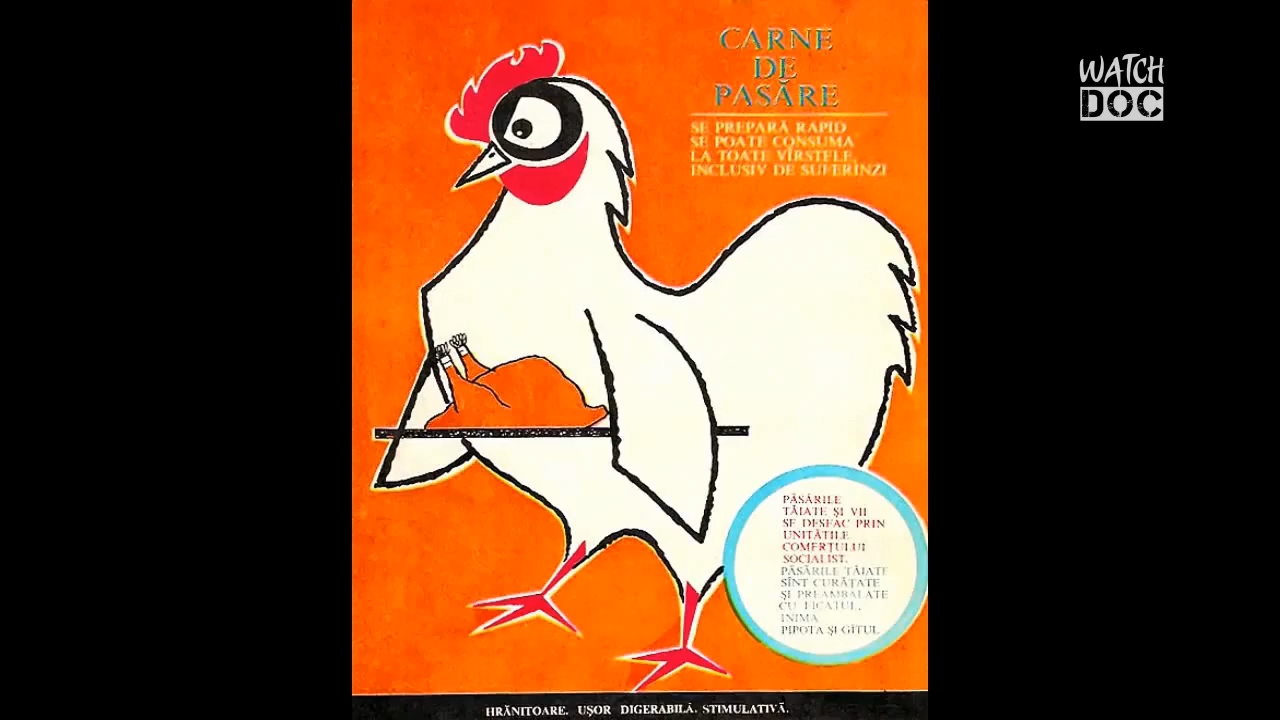 CARNE
DE
PASĂRE
SE PREPARĂ RAPID
SE POATE CONSUMA
LA TOATE VÎRSTELE,
INCLUSIV DE SUFERINZI
WATCH
DOC
PĂSĂRILE
TĂIATE ŞI VII
SE DESFAC PRIN
UNITĂŢILE
COMERŢULUI
SOCIALIST.
PĂSĂRILE TĂIATE
SÎNT CURĂŢATE
ŞI PREAMBALATE
CU FICATUL,
INIMA
PIPOTA ŞI GÎTUL
HRĂNITOARE. UŞOR DIGERABILĂ. STIMULATIVĂ.